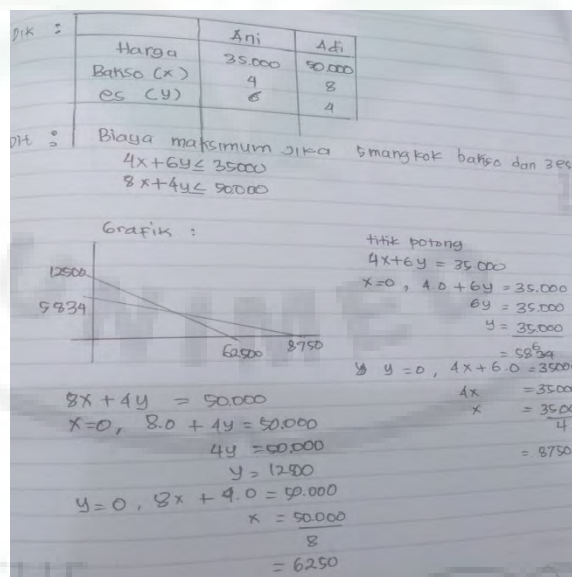 Dik :
Ani Adi
Harga 35.000 50.000
Bakso (x) 4 8
es (y) 6 4
Dit : Biaya maksimum jika 5 mangkok bakso dan 3 es
4x+6y ≤ 35000
8x+4y ≤ 50.000
Grafik :
12500
5834
62500 8750
titik potong
4x+6y = 35.000
x=0, 4.0 + 6y = 35.000
6y = 35.000
y = 35.000
6
= 5834
y=0, 4x+6.0 = 3500
4x = 3500
x = 3500
4
= 8750
8x + 4y = 50.000
x=0, 8.0 + 4y = 50.000
4y = 50.000
y = 12500
y=0, 8x + 4.0 = 50.000
x = 50.000
8
= 6250